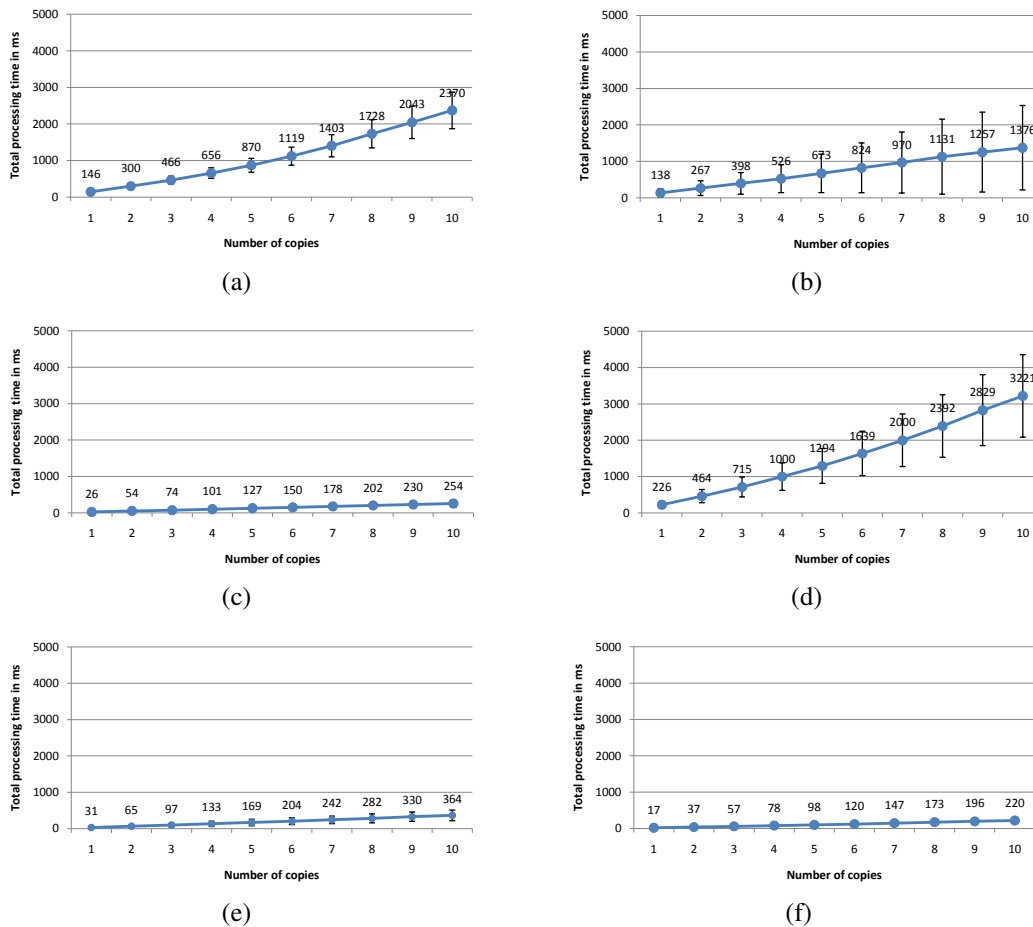 5000
4000
3000
2000
1000
0
Total processing time in ms
146 300 466 656 870 1119 1403 1728 2043 2370
1 2 3 4 5 6 7 8 9 10
Number of copies
(a)
5000
4000
3000
2000
1000
0
Total processing time in ms
138 267 398 526 673 824 970 1131 1257 1376
1 2 3 4 5 6 7 8 9 10
Number of copies
(b)
5000
4000
3000
2000
1000
0
Total processing time in ms
26 54 74 101 127 150 178 202 230 254
1 2 3 4 5 6 7 8 9 10
Number of copies
(c)
5000
4000
3000
2000
1000
0
Total processing time in ms
226 464 715 1000 1294 1639 2000 2392 2829 3221
1 2 3 4 5 6 7 8 9 10
Number of copies
(d)
5000
4000
3000
2000
1000
0
Total processing time in ms
31 65 97 133 169 204 242 282 330 364
1 2 3 4 5 6 7 8 9 10
Number of copies
(e)
5000
4000
3000
2000
1000
0
Total processing time in ms
17 37 57 78 98 120 147 173 196 220
1 2 3 4 5 6 7 8 9 10
Number of copies
(f)